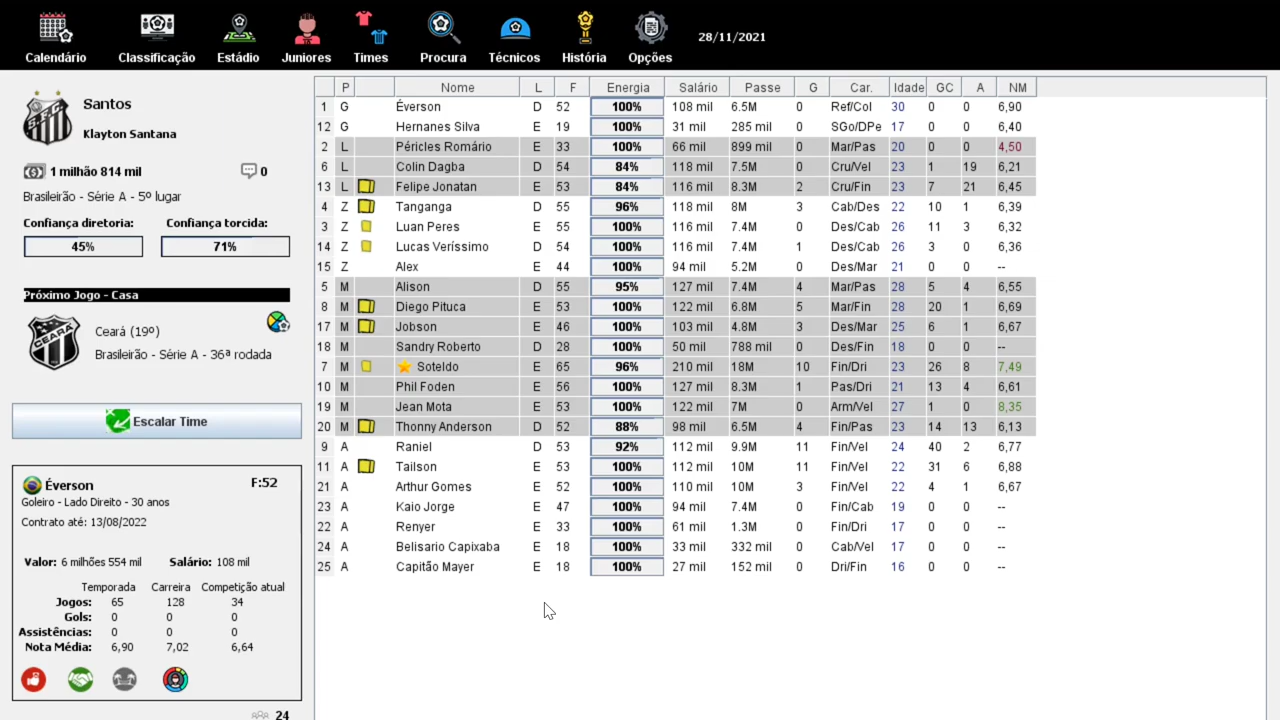 Calendário Classificação Estádio Juniores Times Procura Técnicos História Opções 28/11/2021
Santos
Klayton Santana
1 milhão 814 mil 0
Brasileirão - Série A - 5º lugar
Confiança diretoria: Confiança torcida:
45% 71%
Próximo Jogo - Casa
CEARÁ
Ceará (19º)
Brasileirão - Série A - 36ª rodada
Escalar Time
Éverson F:52
Goleiro - Lado Direito - 30 anos
Contrato até: 13/08/2022
Valor: 6 milhões 554 mil Salário: 108 mil
Temporada Carreira Competição atual
Jogos: 65 128 34
Gols: 0 0 0
Assistências: 0 0 0
Nota Média: 6,90 7,02 6,64
24
P Nome L F Energia Salário Passe G Car. Idade GC A NM
1 G Éverson D 52 100% 108 mil 6.5M 0 Ref/Col 30 0 0 6,90
12 G Hernanes Silva E 19 100% 31 mil 285 mil 0 SGo/DPe 17 0 0 6,40
2 L Péricles Romário E 33 100% 66 mil 899 mil 0 Mar/Pas 20 0 0 4,50
6 L Colin Dagba D 54 84% 118 mil 7.5M 0 Cru/Vel 23 1 19 6,21
13 L Felipe Jonatan E 53 84% 116 mil 8.3M 2 Cru/Fin 23 7 21 6,45
4 Z Tanganga D 55 96% 118 mil 8M 3 Cab/Des 22 10 1 6,39
3 Z Luan Peres E 55 100% 116 mil 7.4M 0 Des/Cab 26 11 3 6,32
14 Z Lucas Veríssimo D 54 100% 116 mil 7.4M 1 Des/Cab 26 3 0 6,36
15 Z Alex E 44 100% 94 mil 5.2M 0 Des/Mar 21 0 0 --
5 M Alison D 55 95% 127 mil 7.4M 4 Mar/Pas 28 5 4 6,55
8 M Diego Pituca E 53 100% 122 mil 6.8M 5 Mar/Fin 28 20 1 6,69
17 M Jobson E 46 100% 103 mil 4.8M 3 Des/Mar 25 6 1 6,67
18 M Sandry Roberto D 28 100% 50 mil 788 mil 0 Des/Fin 18 0 0 --
7 M Soteldo E 65 96% 210 mil 18M 10 Fin/Dri 23 26 8 7,49
10 M Phil Foden E 56 100% 127 mil 8.3M 1 Pas/Dri 21 13 4 6,61
19 M Jean Mota E 53 100% 122 mil 7M 0 Arm/Vel 27 1 0 8,35
20 M Thonny Anderson D 52 88% 98 mil 6.5M 4 Fin/Pas 23 14 13 6,13
9 A Raniel D 53 92% 112 mil 9.9M 11 Fin/Vel 24 40 2 6,77
11 A Tailson E 53 100% 112 mil 10M 11 Fin/Vel 22 31 6 6,88
21 A Arthur Gomes E 52 100% 110 mil 10M 3 Fin/Vel 22 4 1 6,67
23 A Kaio Jorge E 47 100% 94 mil 7.4M 0 Fin/Cab 19 0 0 --
22 A Renyer E 33 100% 61 mil 1.3M 0 Fin/Dri 17 0 0 --
24 A Belisario Capixaba E 18 100% 33 mil 332 mil 0 Cab/Vel 17 0 0 --
25 A Capitão Mayer E 18 100% 27 mil 152 mil 0 Dri/Fin 16 0 0 --